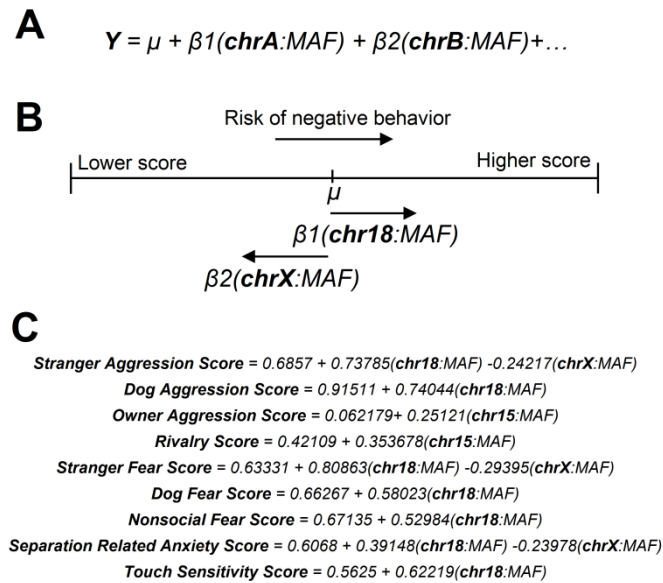 A
Y = μ + β1(chrA:MAF) + β2(chrB:MAF)+…
B
Risk of negative behavior
Lower score
Higher score
μ
β1(chr18:MAF)
β2(chrX:MAF)
C
Stranger Aggression Score = 0.6857 + 0.73785(chr18:MAF) -0.24217(chrX:MAF)
Dog Aggression Score = 0.91511 + 0.74044(chr18:MAF)
Owner Aggression Score = 0.062179+ 0.25121(chr15:MAF)
Rivalry Score = 0.42109 + 0.353678(chr15:MAF)
Stranger Fear Score = 0.63331 + 0.80863(chr18:MAF) -0.29395(chrX:MAF)
Dog Fear Score = 0.66267 + 0.58023(chr18:MAF)
Nonsocial Fear Score = 0.67135 + 0.52984(chr18:MAF)
Separation Related Anxiety Score = 0.6068 + 0.39148(chr18:MAF) -0.23978(chrX:MAF)
Touch Sensitivity Score = 0.5625 + 0.62219(chr18:MAF)